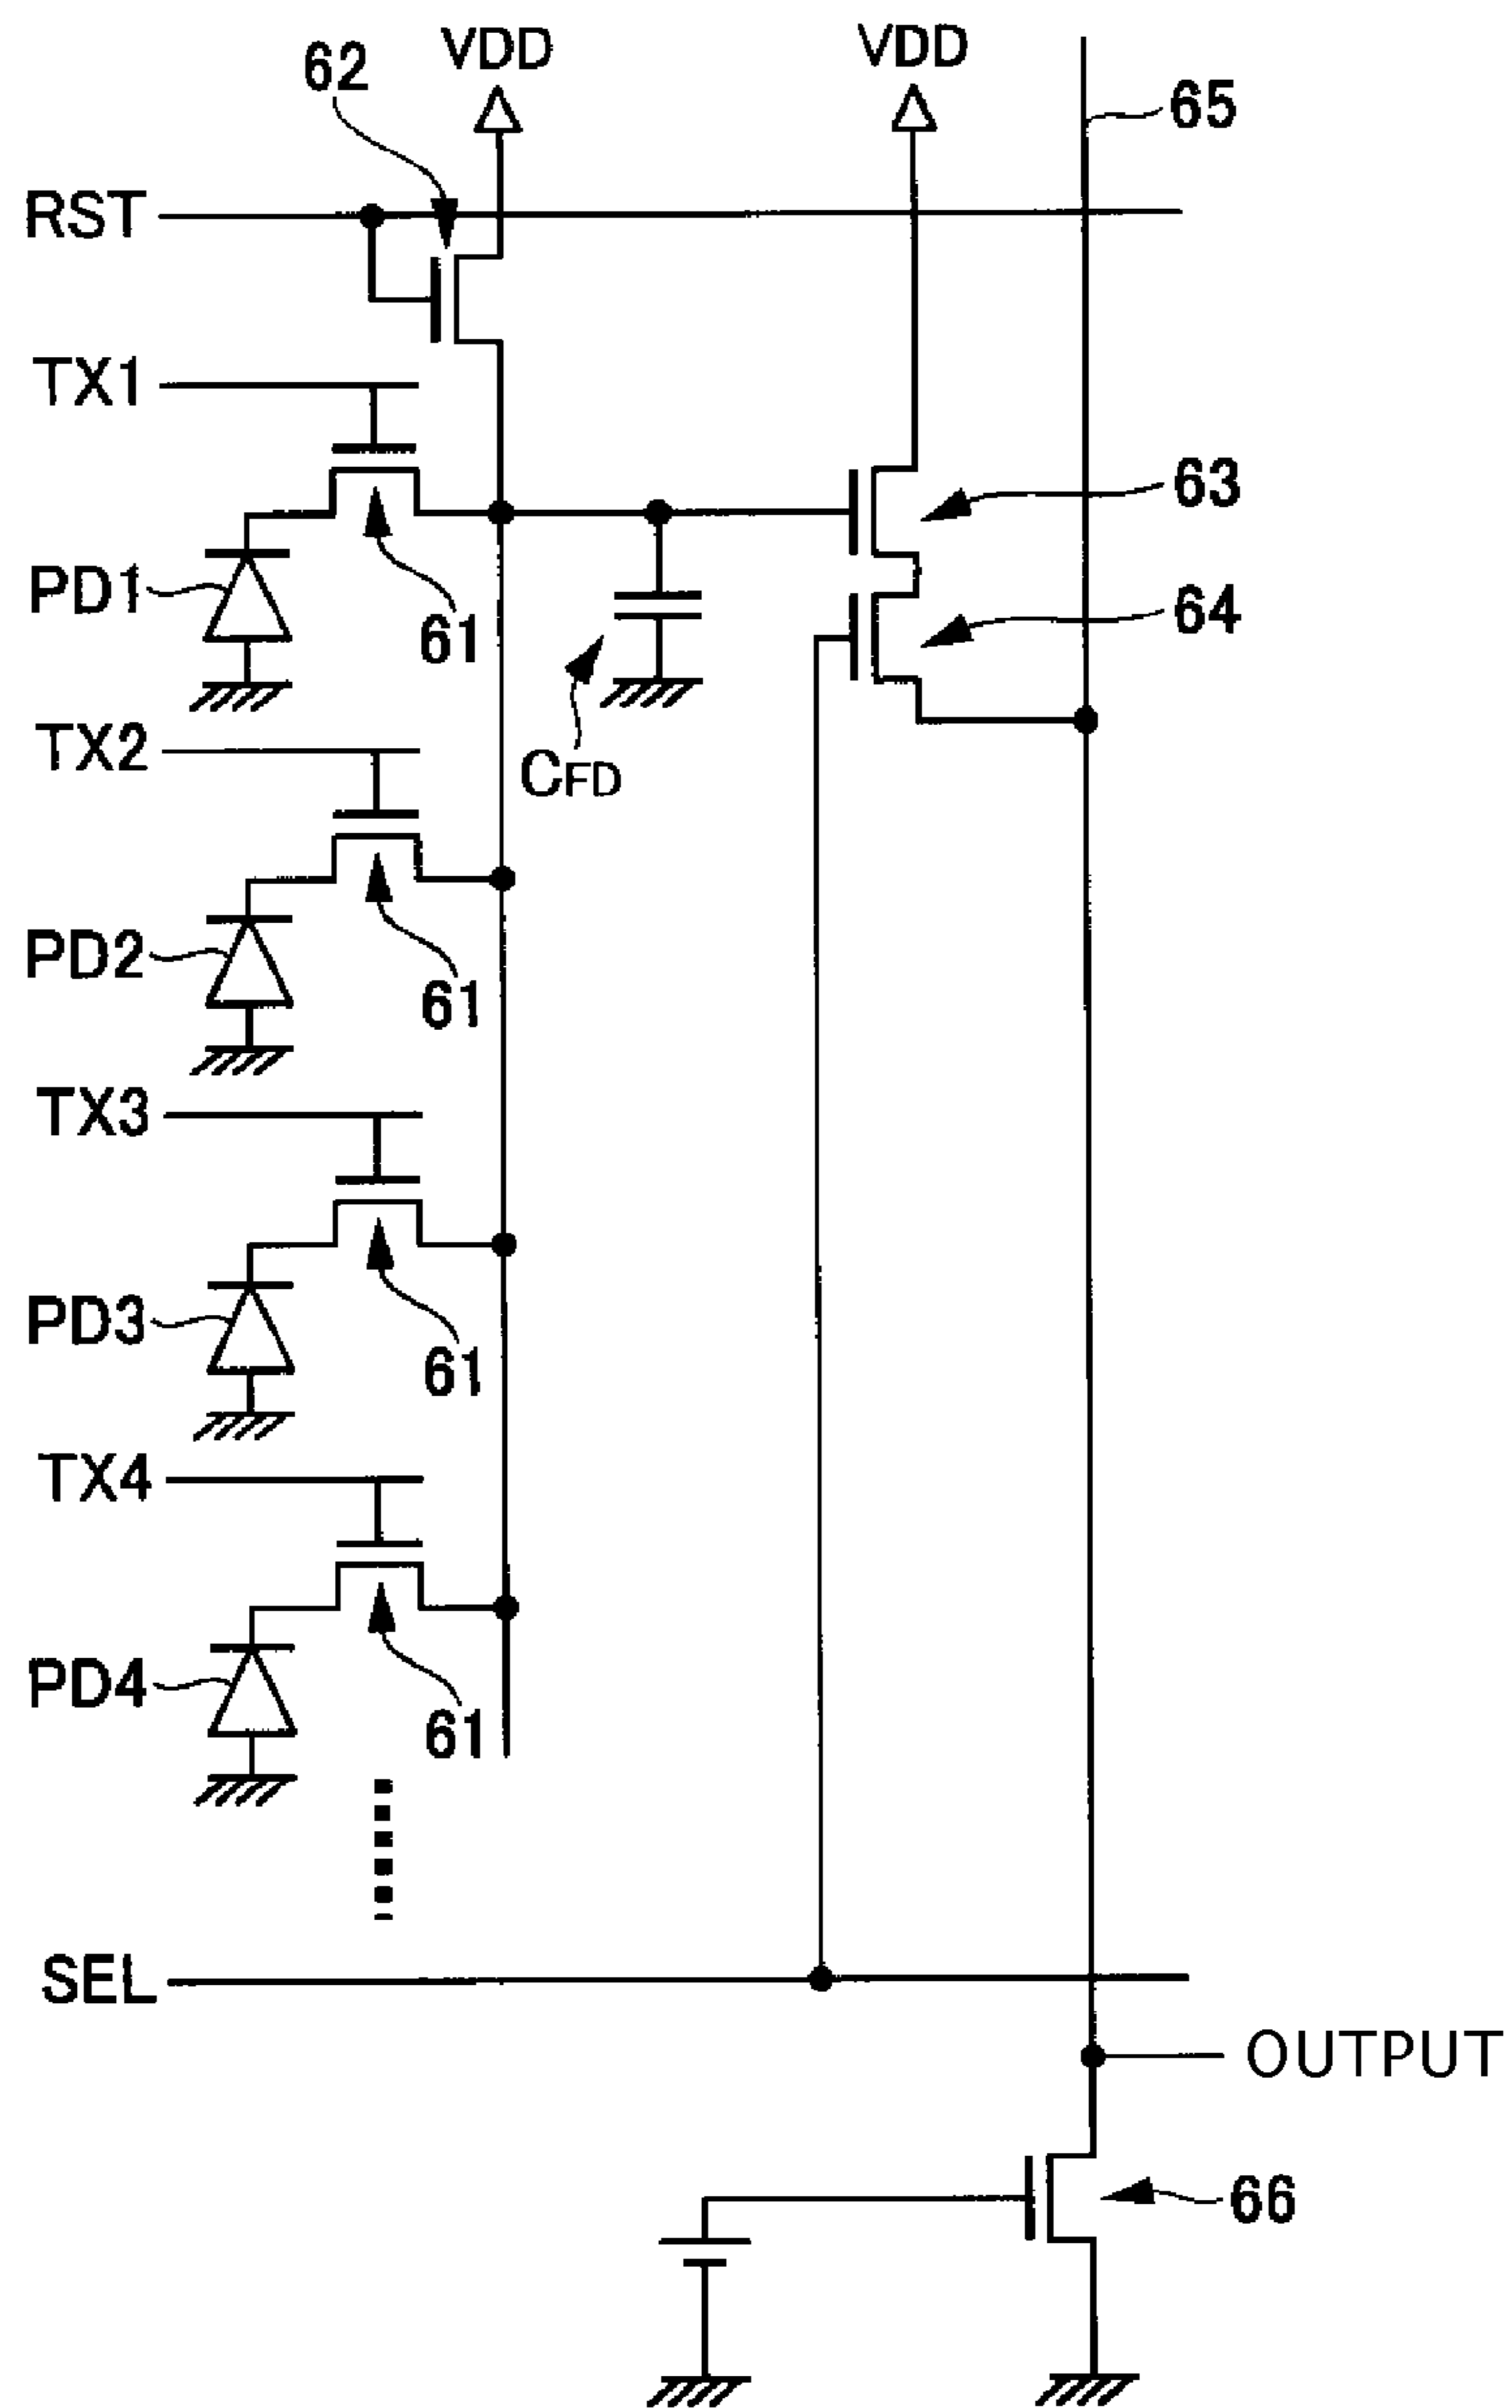 62
VDD
VDD
65
RST
TX1
63
PD1
61
64
TX2
CFD
PD2
61
TX3
PD3
61
TX4
PD4
61
SEL
OUTPUT
66